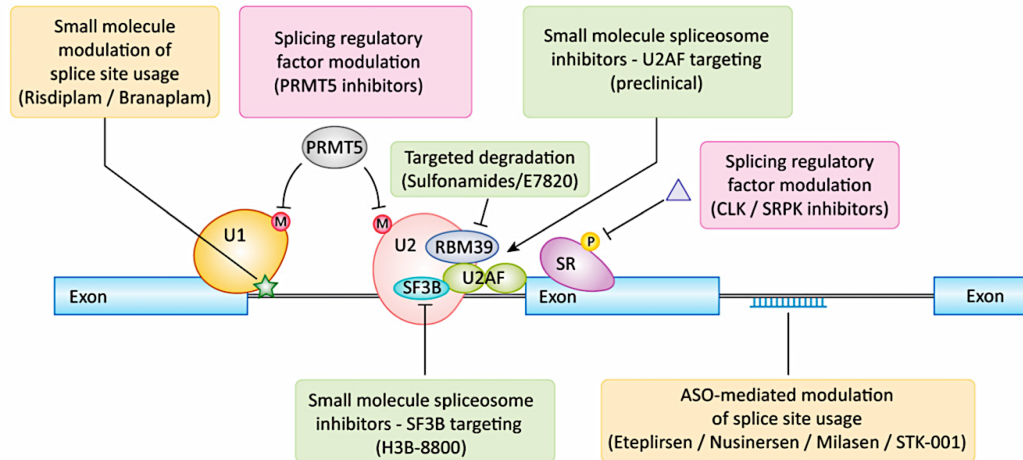 Small molecule
modulation of
splice site usage
(Risdiplam / Branaplam)
Splicing regulatory
factor modulation
(PRMT5 inhibitors)
Small molecule spliceosome
inhibitors - U2AF targeting
(preclinical)
PRMT5
Targeted degradation
(Sulfonamides/E7820)
Splicing regulatory
factor modulation
(CLK / SRPK inhibitors)
M
M
U1
U2
RBM39
P
SR
U2AF
SF3B
Exon
Exon
Exon
Small molecule spliceosome
inhibitors - SF3B targeting
(H3B-8800)
ASO-mediated modulation
of splice site usage
(Eteplirsen / Nusinersen / Milasen / STK-001)